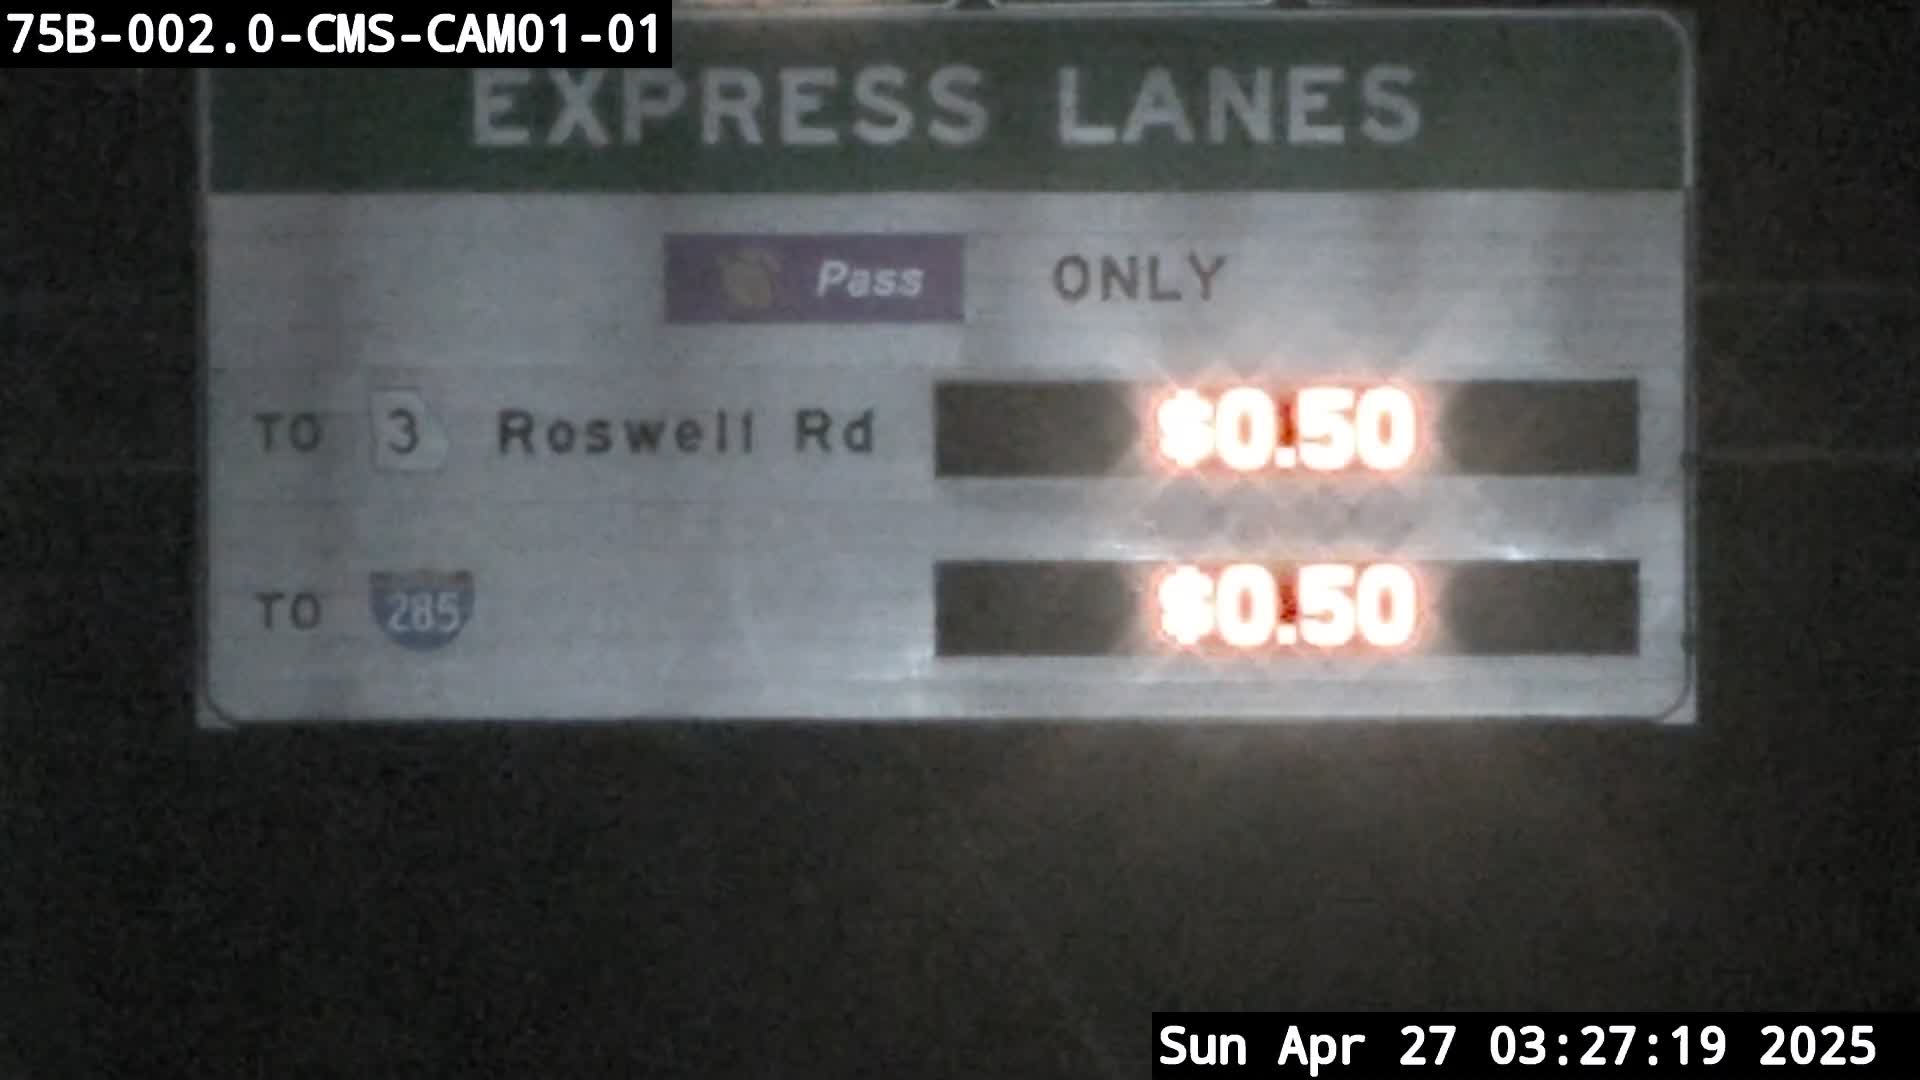 75B-002.0-CMS-CAM01-01
EXPRESS LANES
Pass ONLY
TO 3 Roswell Rd $0.50
TO 285 $0.50
Sun Apr 27 03:27:19 2025